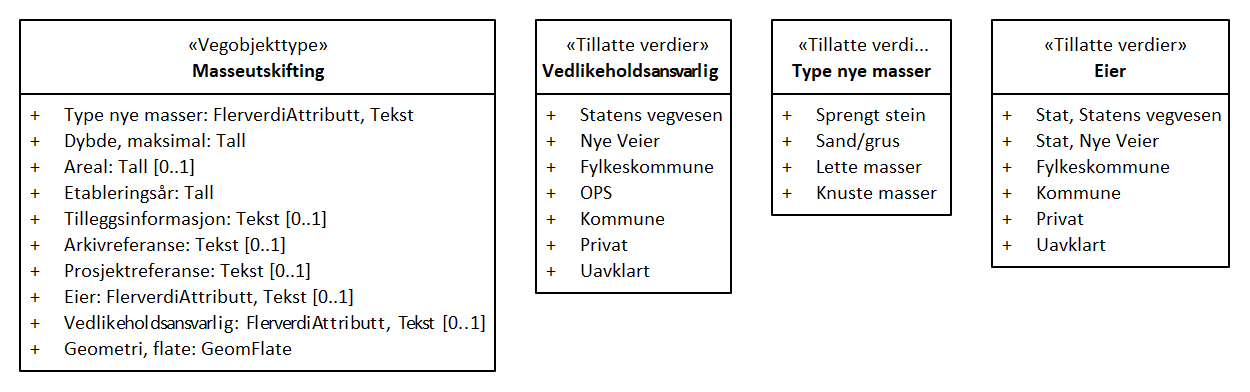 «Vegobjekttype»
Masseutskifting
+ Type nye masser: FlerverdiAttributt, Tekst
+ Dybde, maksimal: Tall
+ Areal: Tall [0..1]
+ Etableringsår: Tall
+ Tilleggsinformasjon: Tekst [0..1]
+ Arkivreferanse: Tekst [0..1]
+ Prosjektreferanse: Tekst [0..1]
+ Eier: FlerverdiAttributt, Tekst [0..1]
+ Vedlikeholdsansvarlig: FlerverdiAttributt, Tekst [0..1]
+ Geometri, flate: GeomFlate
«Tillatte verdier»
Vedlikeholdsansvarlig
+ Statens vegvesen
+ Nye Veier
+ Fylkeskommune
+ OPS
+ Kommune
+ Privat
+ Uavklart
«Tillatte verdi...
Type nye masser
+ Sprengt stein
+ Sand/grus
+ Lette masser
+ Knuste masser
«Tillatte verdier»
Eier
+ Stat, Statens vegvesen
+ Stat, Nye Veier
+ Fylkeskommune
+ Kommune
+ Privat
+ Uavklart